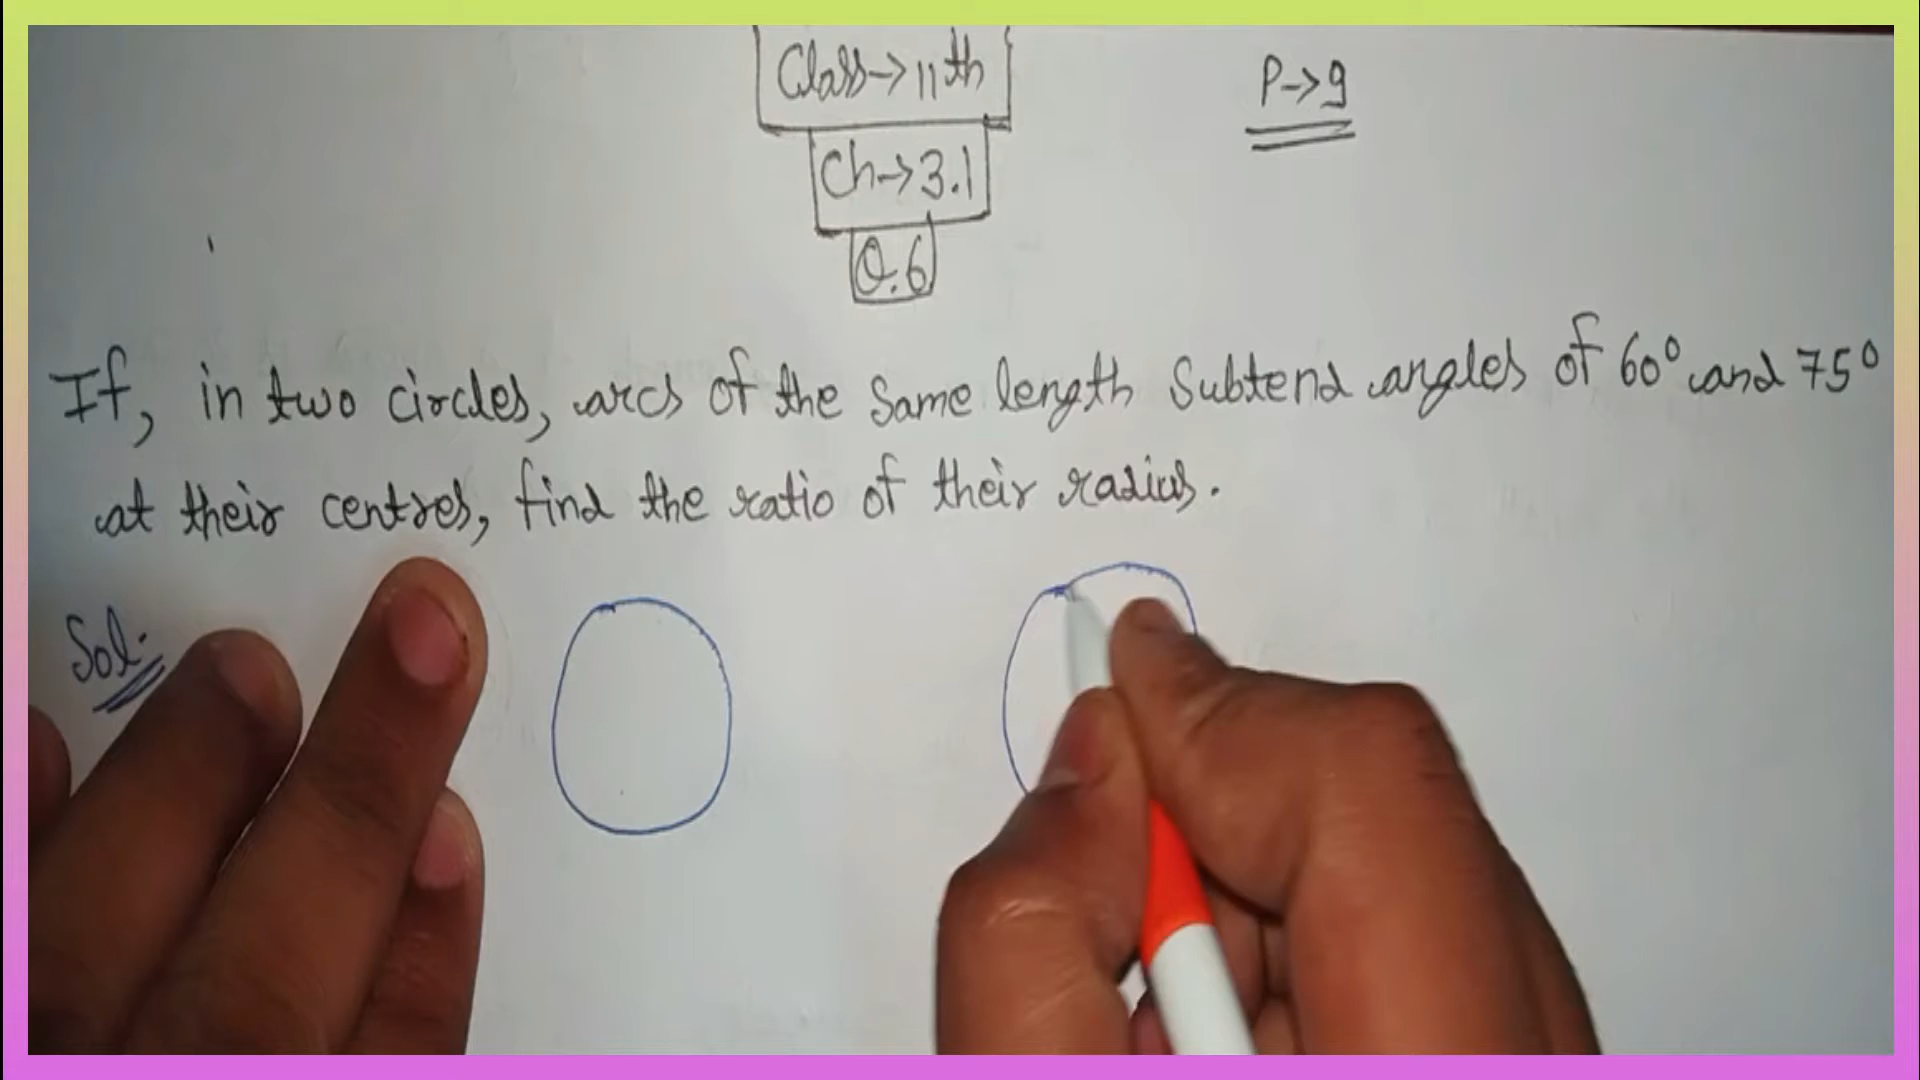 Class→11th
P→9
Ch→3.1
Q.6
If, in two circles, arcs of the same length subtend angles of 60° and 75°
at their centres, find the ratio of their radius.
Sol.